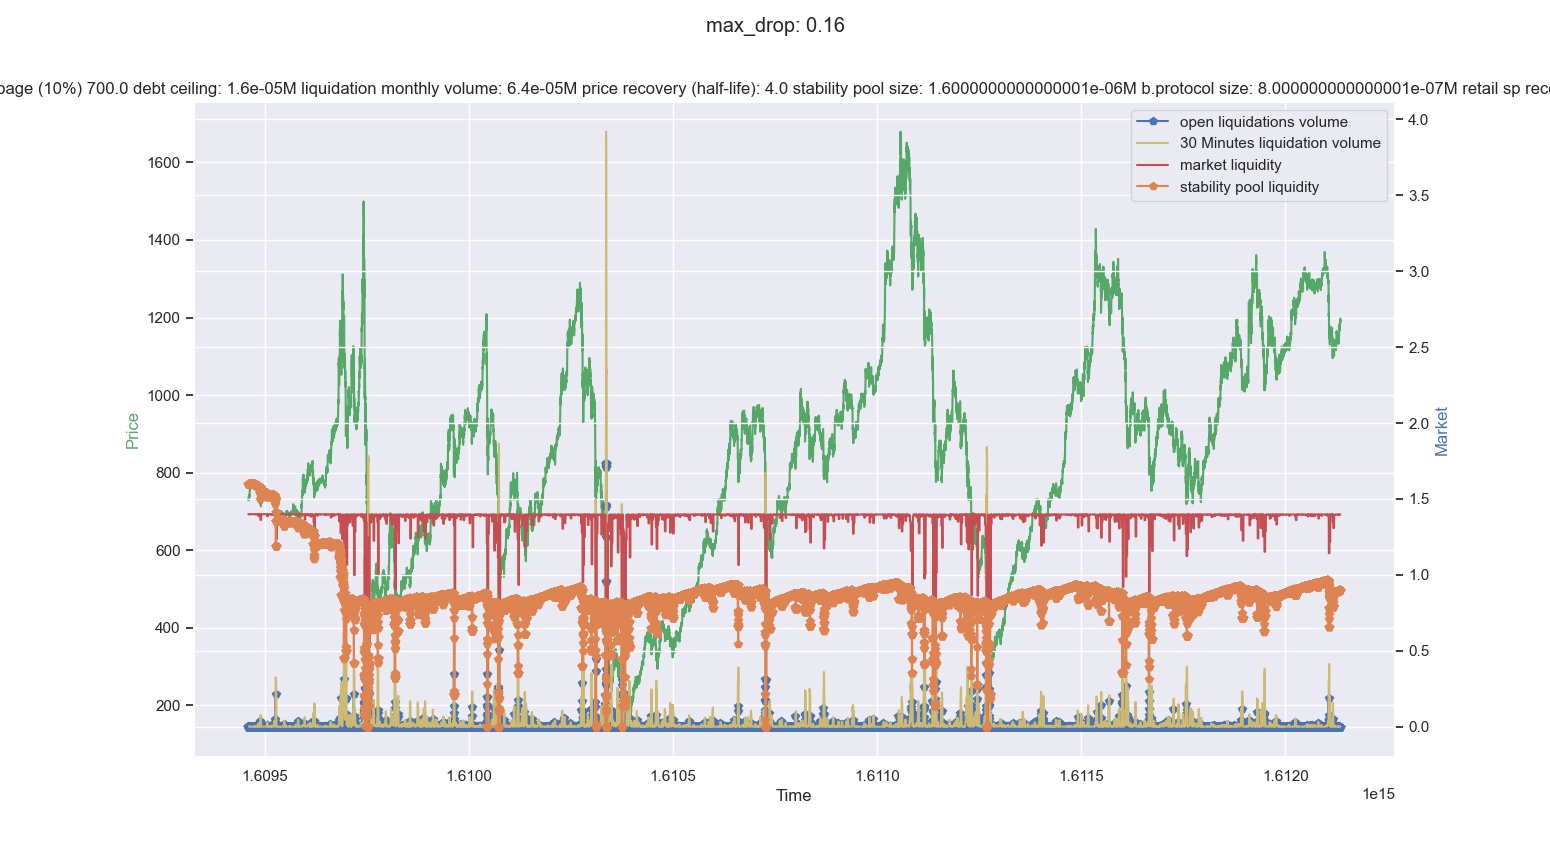 max_drop: 0.16
(10%) 700.0 debt ceiling: 1.6e-05M liquidation monthly volume: 6.4e-05M price recovery (half-life): 4.0 stability pool size: 1.6000000000000001e-06M b.protocol size: 8.000000000000001e-07M retail sp
open liquidations volume
30 Minutes liquidation volume
market liquidity
stability pool liquidity
1600
1400
1200
1000
800
600
400
200
Price
4.0
3.5
3.0
2.5
2.0
1.5
1.0
0.5
0.0
Market
1.6095
1.6100
1.6105
1.6110
1.6115
1.6120
1e15
Time